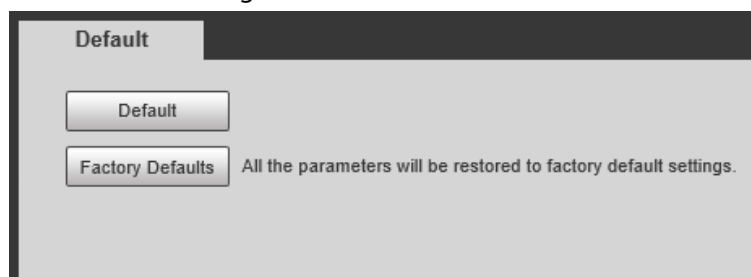 Default
Default
Factory Defaults All the parameters will be restored to factory default settings.